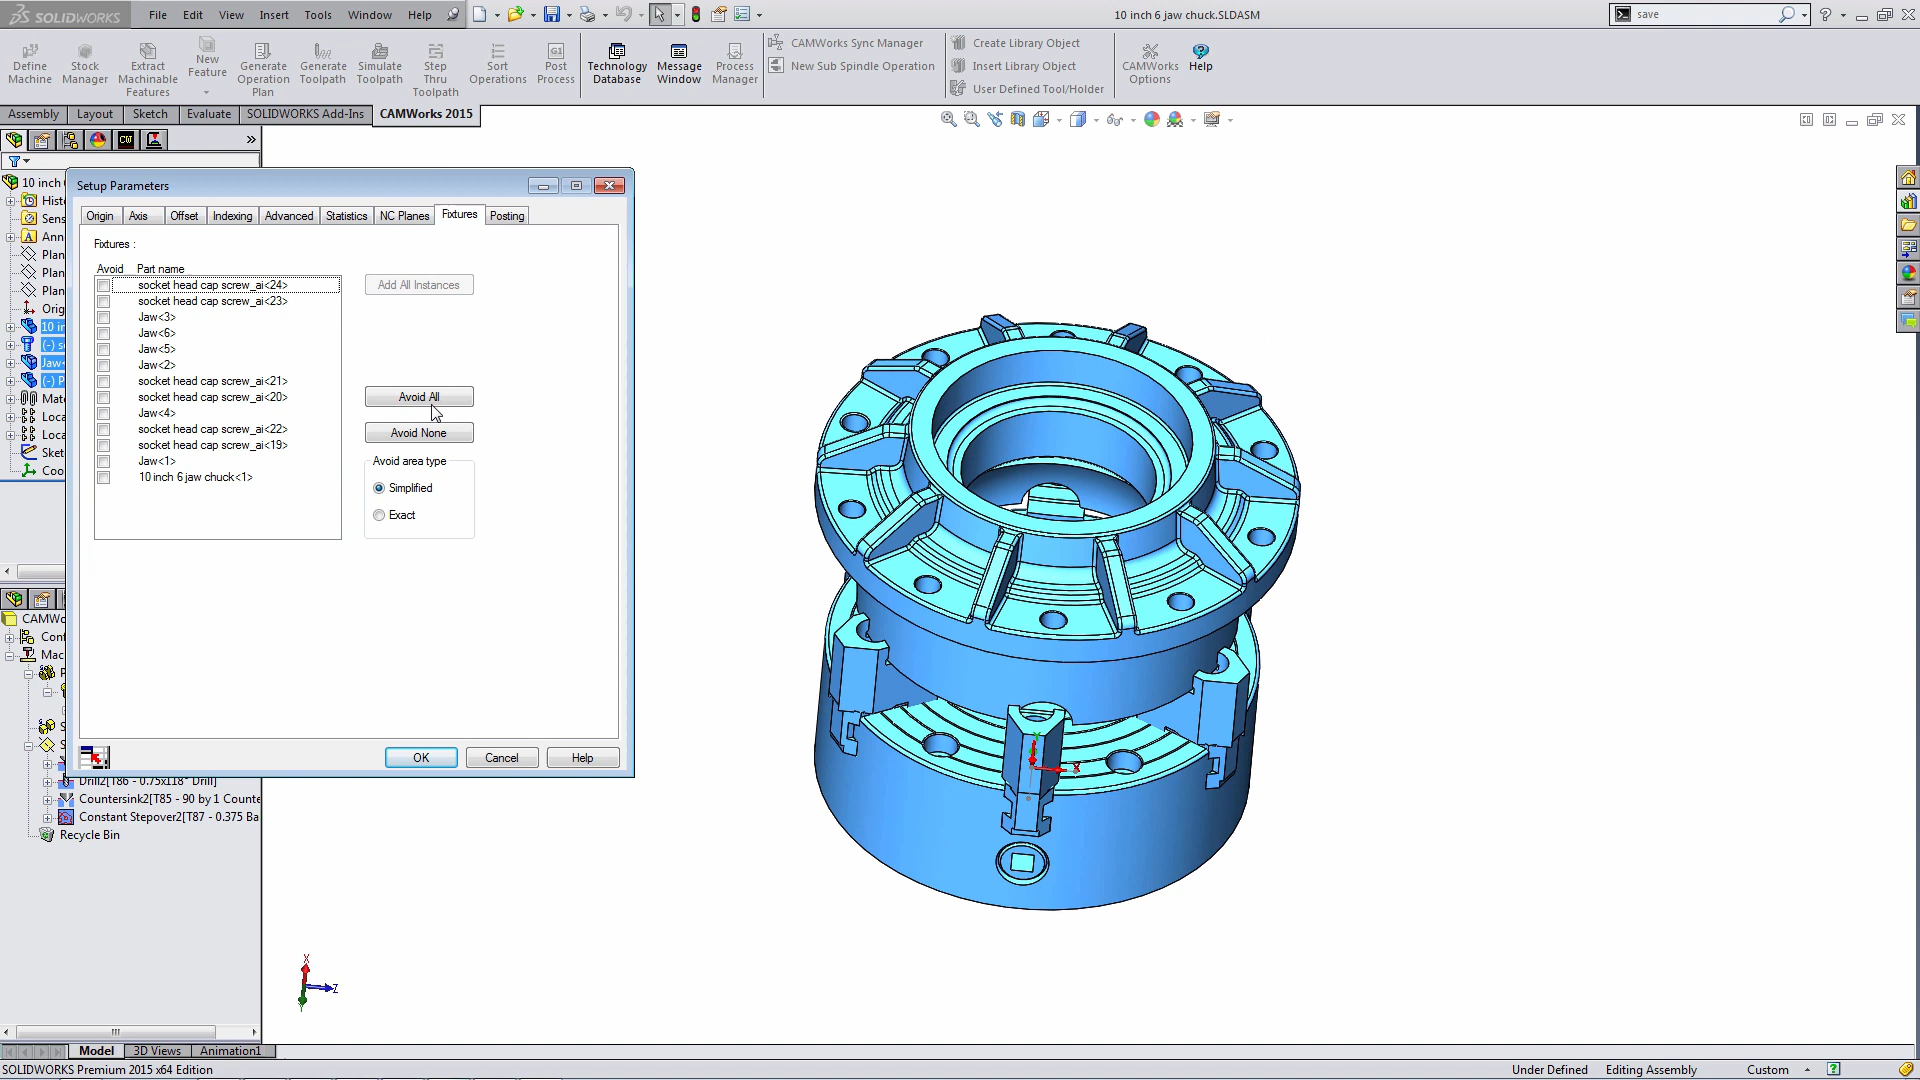 SOLIDWORKS File Edit View Insert Tools Window Help 10 inch 6 jaw chuck.SLDASM save
Define Machine
Stock Manager
Extract Machinable Features
New Feature
Generate Operation Plan
Generate Toolpath
Simulate Toolpath
Step Thru Toolpath
Sort Operations
G1 Post Process
Technology Database
Message Window
Process Manager
CAMWorks Sync Manager
New Sub Spindle Operation
Create Library Object
Insert Library Object
User Defined Tool/Holder
CAMWorks Options
Help
Assembly Layout Sketch Evaluate SOLIDWORKS Add-Ins CAMWorks 2015
CW
10 inch 6
Histo
Sens
Anno
Plan
Plan
Plan
Orig
10 in
(-) s
Jaw<
(-) P
Mate
Loca
Loca
Sket
Coo
Setup Parameters
Origin Axis Offset Indexing Advanced Statistics NC Planes Fixtures Posting
Fixtures :
Avoid Part name
socket head cap screw_ai<24>
socket head cap screw_ai<23>
Jaw<3>
Jaw<6>
Jaw<5>
Jaw<2>
socket head cap screw_ai<21>
socket head cap screw_ai<20>
Jaw<4>
socket head cap screw_ai<22>
socket head cap screw_ai<19>
Jaw<1>
10 inch 6 jaw chuck<1>
Add All Instances
Avoid All
Avoid None
Avoid area type
Simplified
Exact
OK Cancel Help
CAMWo
Conf
Mac
Drill2[T86 - 0.75x118° Drill]
Countersink2[T85 - 90 by 1 Counte
Constant Stepover2[T87 - 0.375 Ba
Recycle Bin
Y
X
X
Z
Y
Model 3D Views Animation1
SOLIDWORKS Premium 2015 x64 Edition Under Defined Editing Assembly Custom